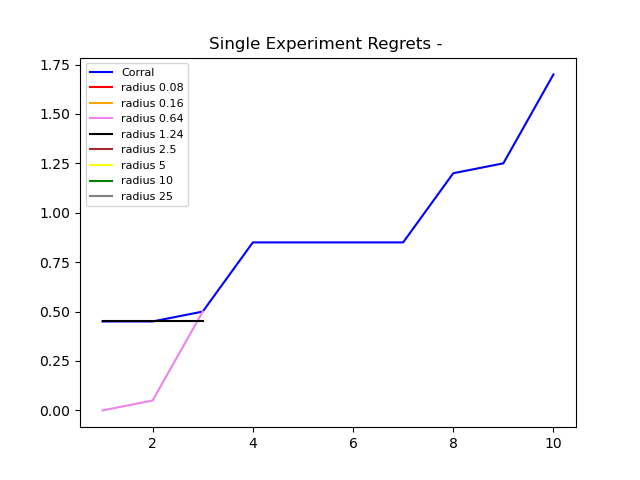 Single Experiment Regrets -
1.75
1.50
1.25
1.00
0.75
0.50
0.25
0.00
Corral
radius 0.08
radius 0.16
radius 0.64
radius 1.24
radius 2.5
radius 5
radius 10
radius 25
2 4 6 8 10